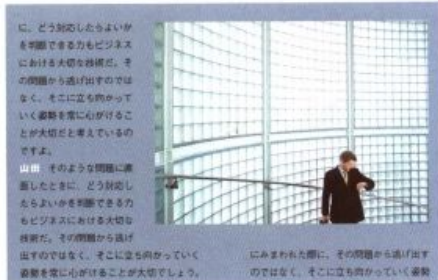 に、どう対応したらよいか
を判断できる力もビジネス
における大切な技術だ。そ
の問題から逃げ出すのでは
なく、そこに立ち向かって
いく姿勢を常に心がけるこ
とが大切だと考えているの
ですよ。
山田　そのような問題に直
面したときに、どう対応し
たらよいかを判断できる力
もビジネスにおける大切な
技術だ。その問題から逃げ
出すのではなく、そこに立ち向かっていく
姿勢を常に心がけることが大切でしょう。
にみまわれた際に、その問題から逃げ出す
のではなく、そこに立ち向かっていく姿勢